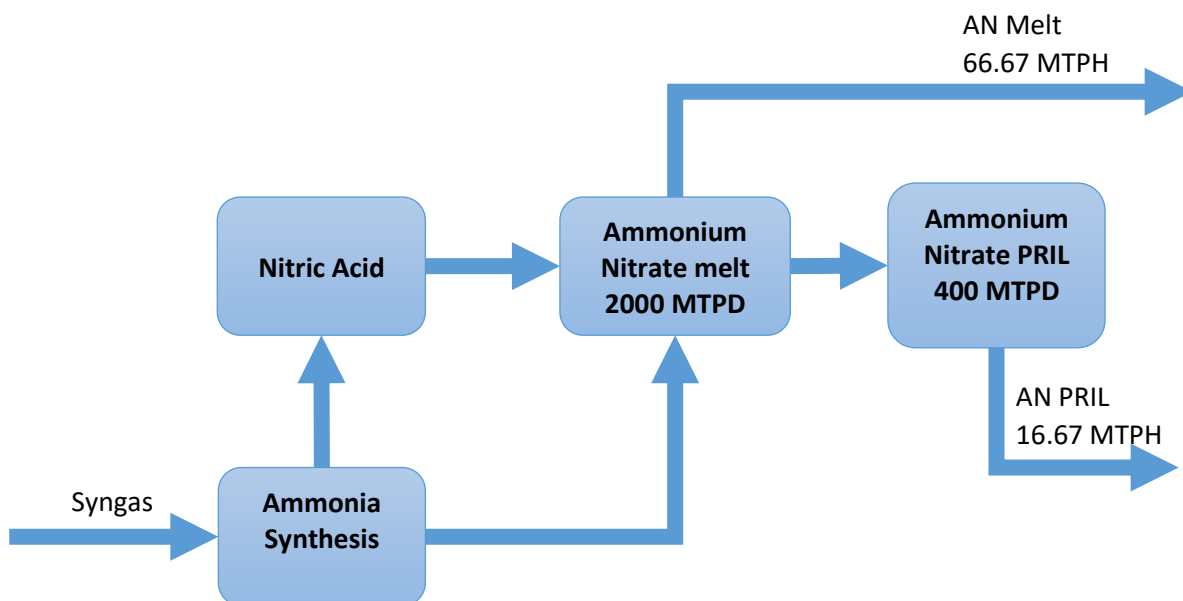 AN Melt
66.67 MTPH
Nitric Acid
Ammonium
Nitrate melt
2000 MTPD
Ammonium
Nitrate PRIL
400 MTPD
AN PRIL
16.67 MTPH
Syngas
Ammonia
Synthesis